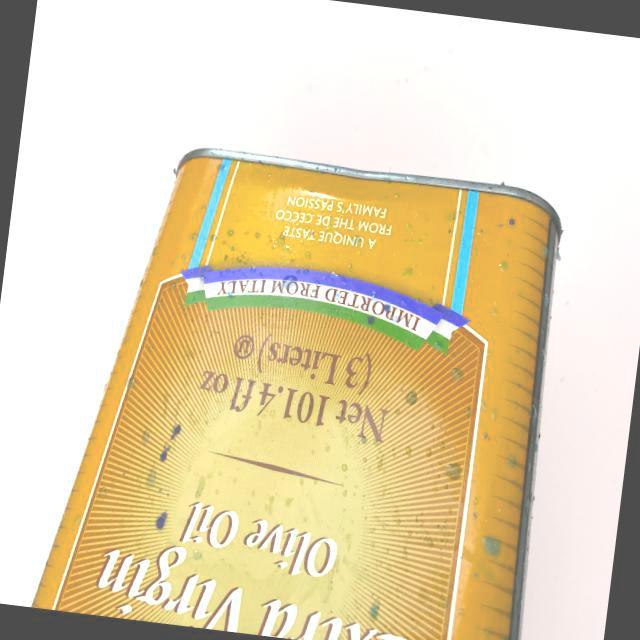 Extra Virgin
Olive Oil
Net 101.4 fl oz
(3 Liters) ®
IMPORTED FROM ITALY
A UNIQUE TASTE
FROM THE DE CECCO
FAMILY'S PASSION